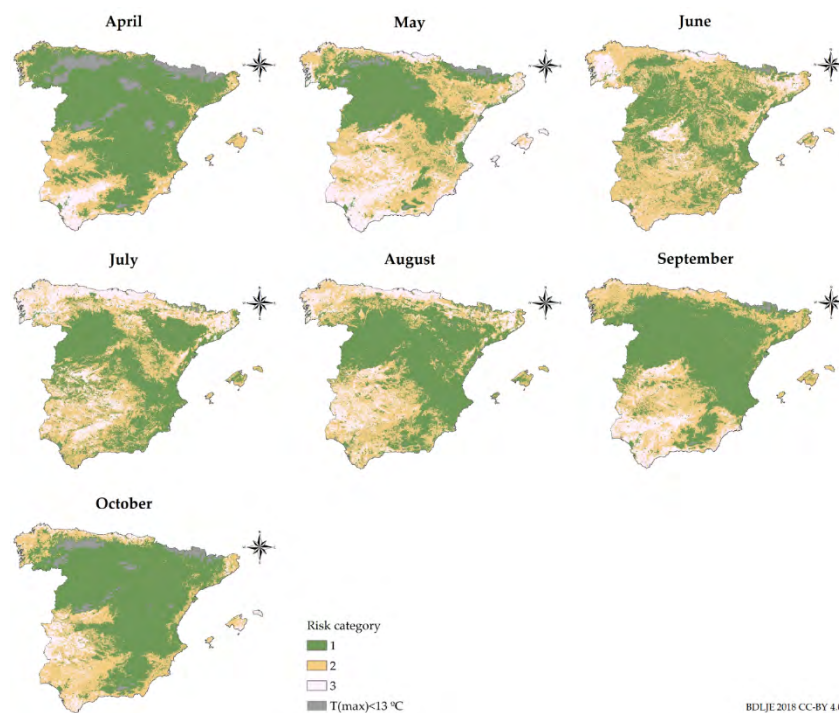 April
May
June
July
August
September
October
Risk category
1
2
3
T(max)<13 ºC
BDLJE 2018 CC-BY 4.0